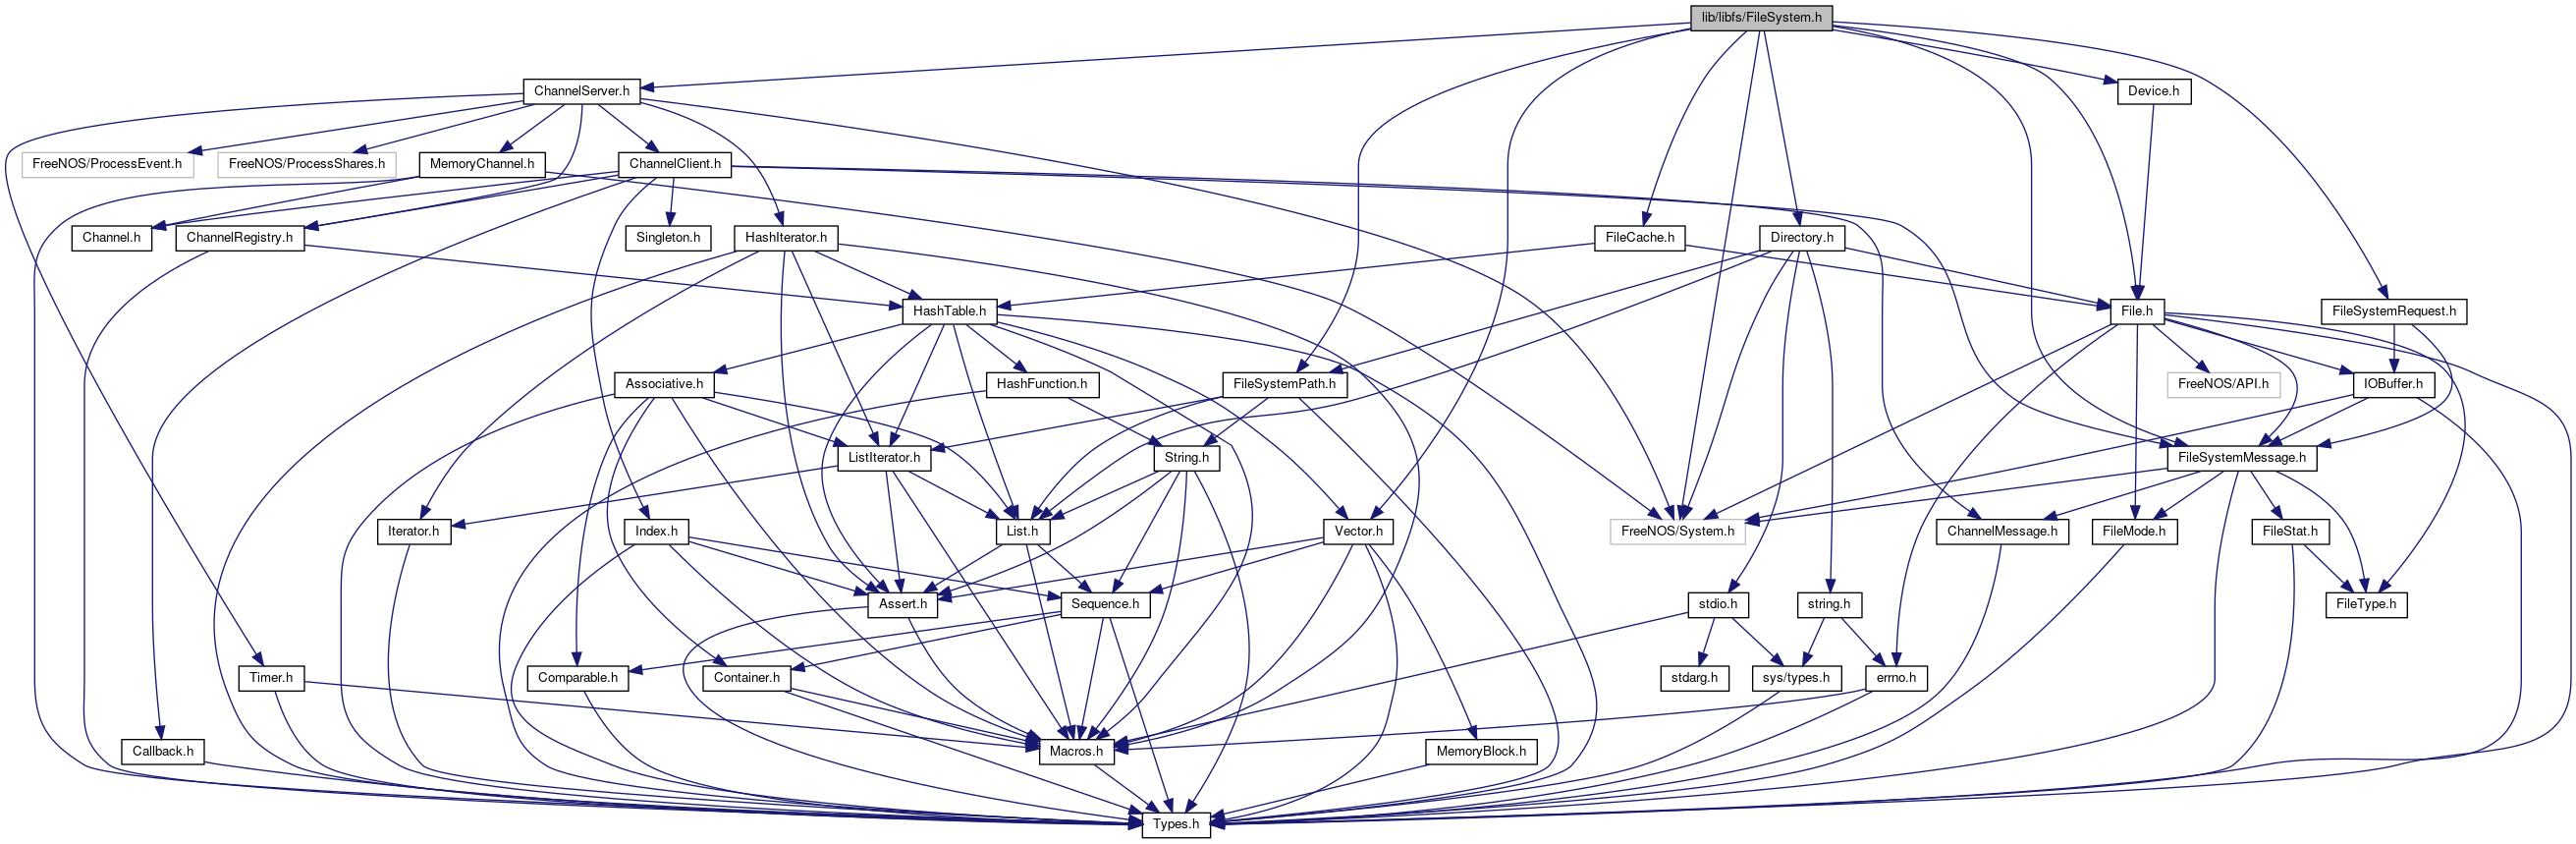 lib/libfs/FileSystem.h
ChannelServer.h
Device.h
FreeNOS/ProcessEvent.h
FreeNOS/ProcessShares.h
MemoryChannel.h
ChannelClient.h
Channel.h
ChannelRegistry.h
Singleton.h
HashIterator.h
FileCache.h
Directory.h
HashTable.h
File.h
FileSystemRequest.h
Associative.h
HashFunction.h
FileSystemPath.h
FreeNOS/API.h
IOBuffer.h
ListIterator.h
String.h
FileSystemMessage.h
Iterator.h
Index.h
List.h
Vector.h
FreeNOS/System.h
ChannelMessage.h
FileMode.h
FileStat.h
Assert.h
Sequence.h
stdio.h
string.h
FileType.h
Timer.h
Comparable.h
Container.h
stdarg.h
sys/types.h
errno.h
Callback.h
Macros.h
MemoryBlock.h
Types.h